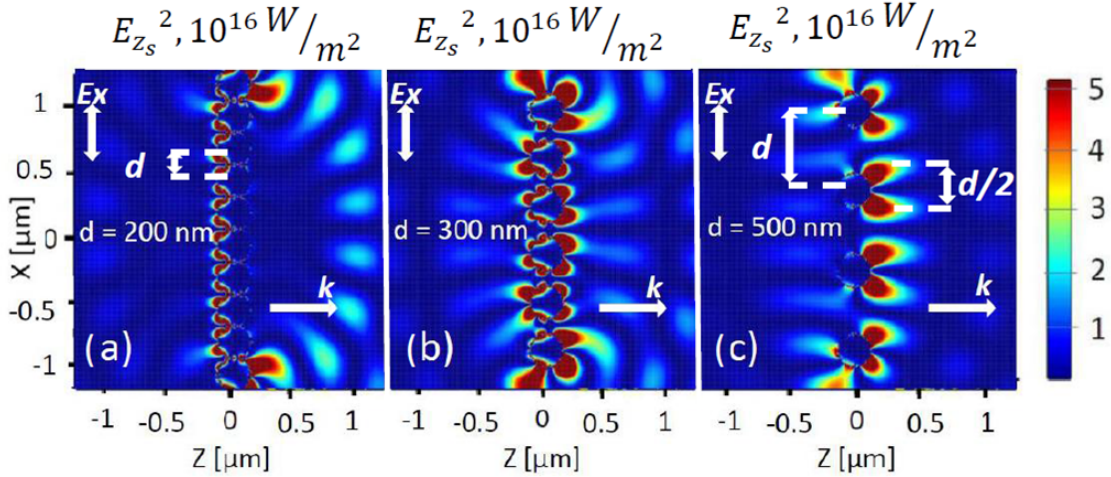 E_{z_s}^2, 10^{16} W/m^2 E_{z_s}^2, 10^{16} W/m^2 E_{z_s}^2, 10^{16} W/m^2
Ex Ex Ex
d d d/2
d = 200 nm d = 300 nm d = 500 nm
k k k
(a) (b) (c)
X [μm]
1
0.5
0
-0.5
-1
-1 -0.5 0 0.5 1 -1 -0.5 0 0.5 1 -1 -0.5 0 0.5 1
Z [μm] Z [μm] Z [μm]
5
4
3
2
1